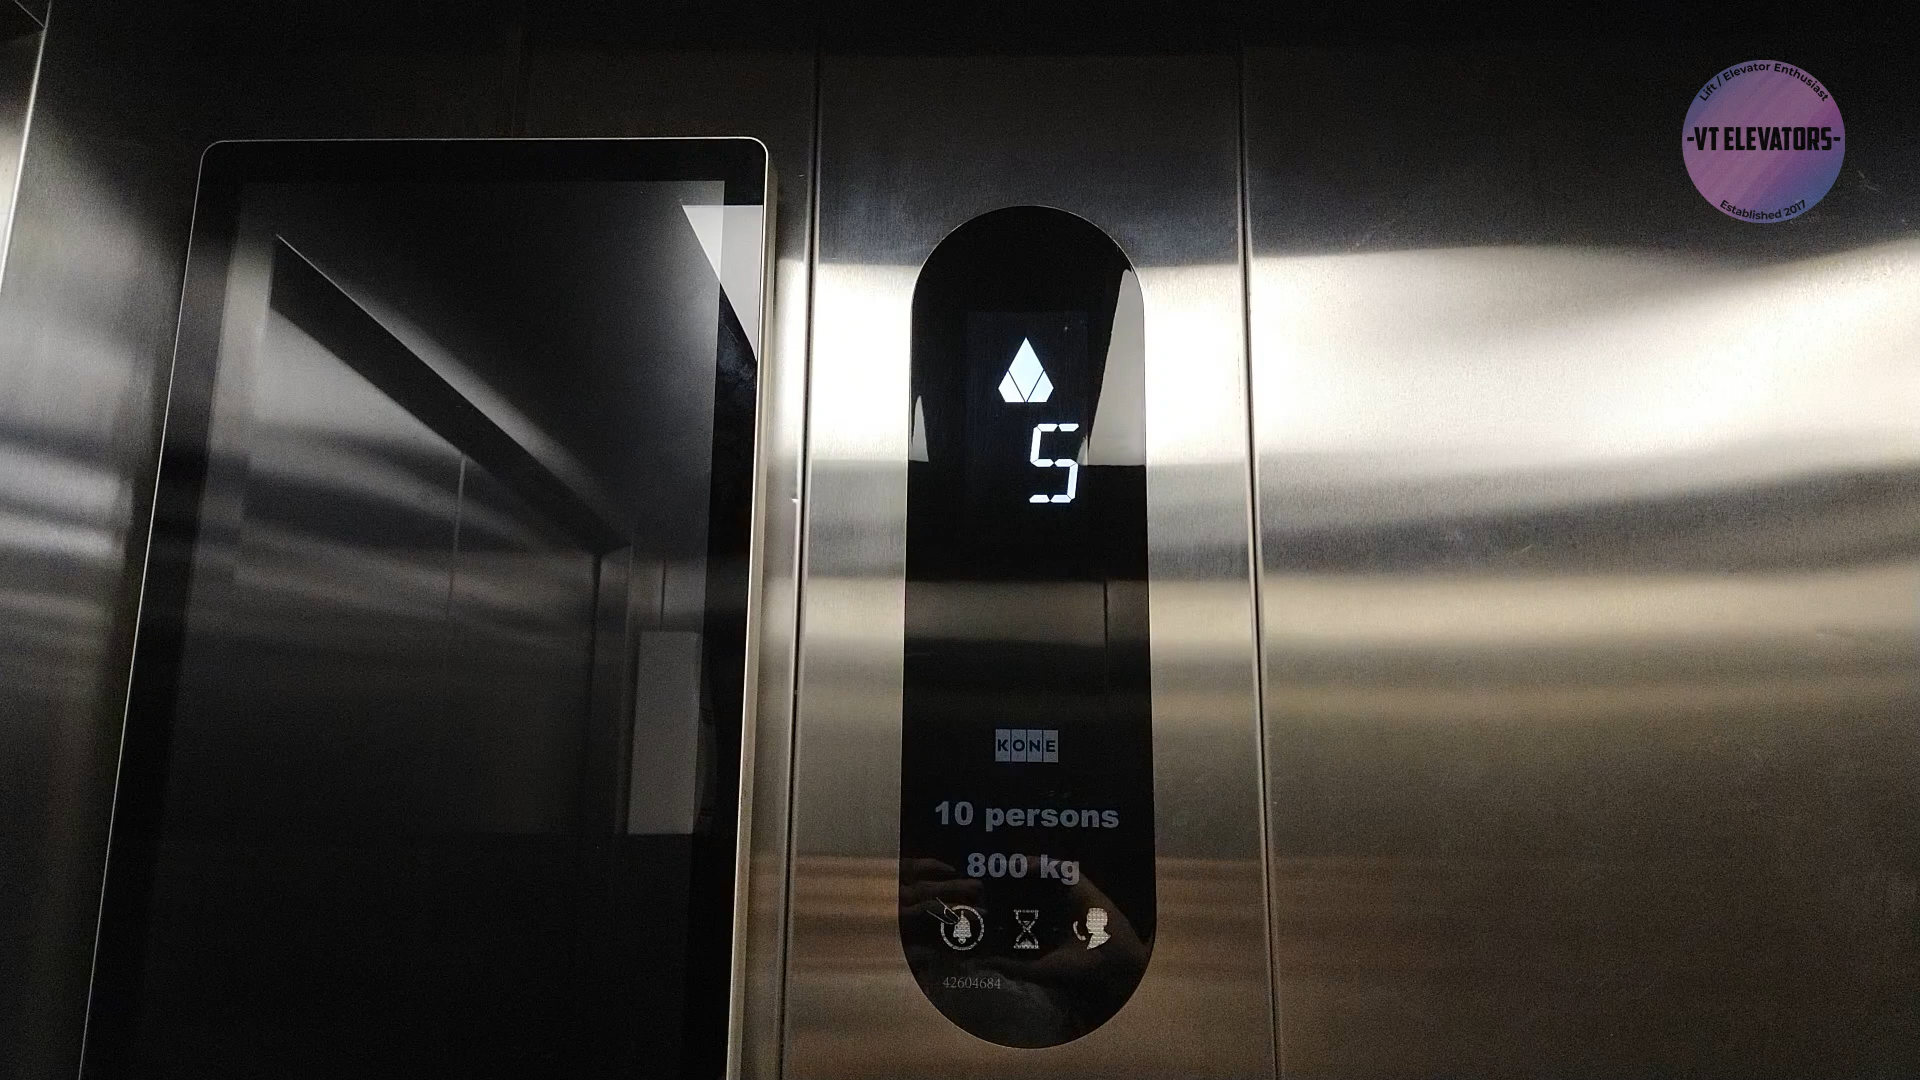 Lift / Elevator Enthusiast
-VT ELEVATORS-
Established 2017
5
KONE
10 persons
800 kg
42604684